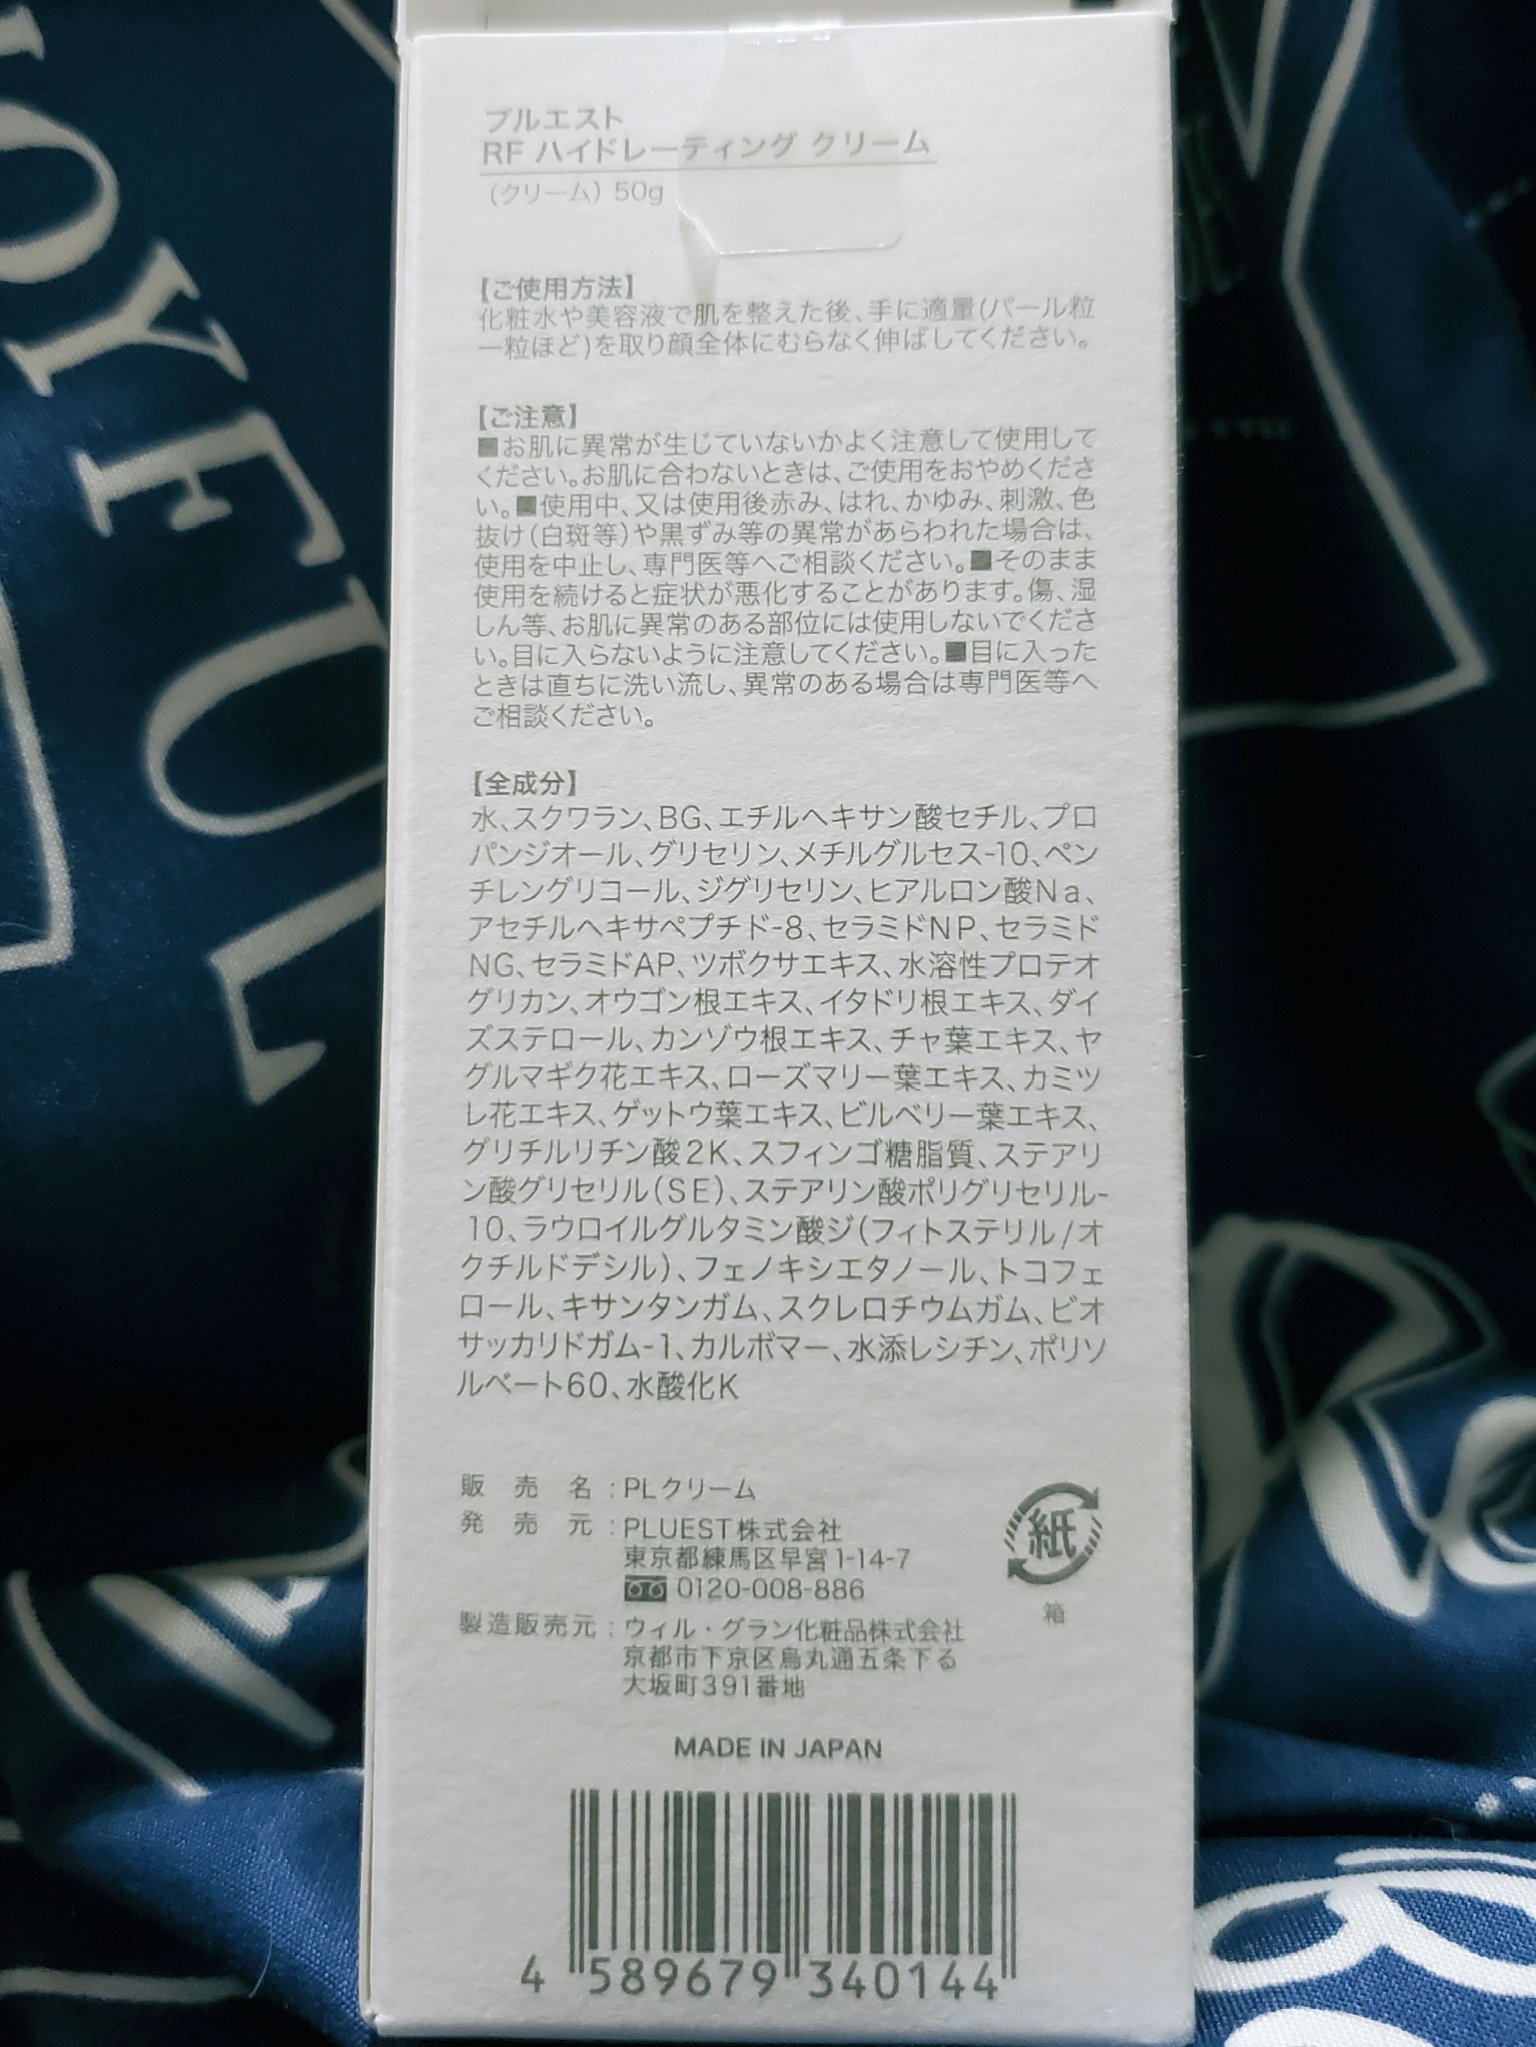 プルエスト
RF ハイドレーティング クリーム
(クリーム) 50g
【ご使用方法】
化粧水や美容液で肌を整えた後、手に適量(パール粒
一粒ほど)を取り顔全体にむらなく伸ばしてください。
【ご注意】
■お肌に異常が生じていないかよく注意して使用して
ください。お肌に合わないときは、ご使用をおやめくださ
い。■使用中、又は使用後赤み、はれ、かゆみ、刺激、色
抜け(白斑等)や黒ずみ等の異常があらわれた場合は、
使用を中止し、専門医等へご相談ください。■そのまま
使用を続けると症状が悪化することがあります。傷、湿
しん等、お肌に異常のある部位には使用しないでくださ
い。目に入らないように注意してください。■目に入った
ときは直ちに洗い流し、異常のある場合は専門医等へ
ご相談ください。
【全成分】
水、スクワラン、BG、エチルヘキサン酸セチル、プロ
パンジオール、グリセリン、メチルグルセス-10、ペン
チレングリコール、ジグリセリン、ヒアルロン酸Na、
アセチルヘキサペプチド-8、セラミドNP、セラミド
NG、セラミドAP、ツボクサエキス、水溶性プロテオ
グリカン、オウゴン根エキス、イタドリ根エキス、ダイ
ズステロール、カンゾウ根エキス、チャ葉エキス、ヤ
グルマギク花エキス、ローズマリー葉エキス、カミツ
レ花エキス、ゲットウ葉エキス、ビルベリー葉エキス、
グリチルリチン酸2K、スフィンゴ糖脂質、ステアリ
ン酸グリセリル(SE)、ステアリン酸ポリグリセリル-
10、ラウロイルグルタミン酸ジ(フィトステリル/オ
クチルドデシル)、フェノキシエタノール、トコフェ
ロール、キサンタンガム、スクレロチウムガム、ビオ
サッカリドガム-1、カルボマー、水添レシチン、ポリソ
ルベート60、水酸化K
販売名:PLクリーム
発売元:PLUEST株式会社
東京都練馬区早宮1-14-7
0120-008-886
製造販売元:ウィル・グラン化粧品株式会社
京都市下京区烏丸通五条下る
大坂町391番地
紙
箱
MADE IN JAPAN
4 589679 340144
OYFUL